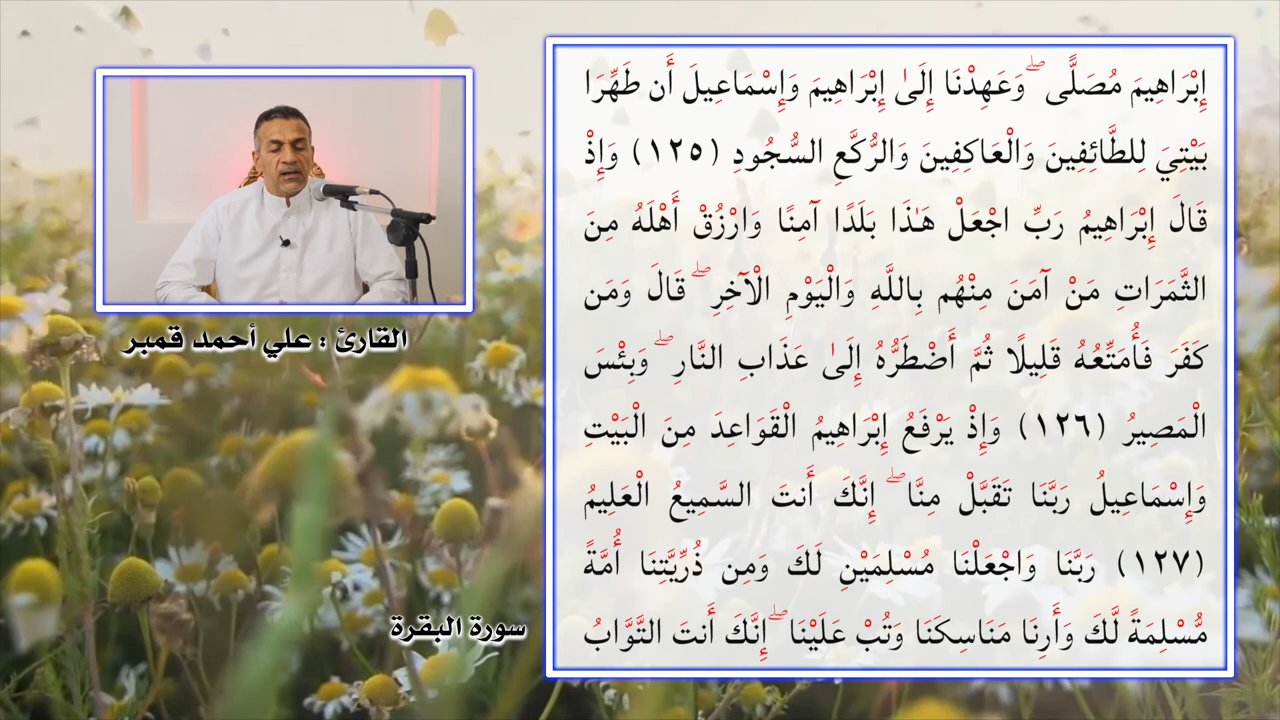 إِبْرَاهِيمَ مُصَلًّى ۖ وَعَهِدْنَا إِلَىٰ إِبْرَاهِيمَ وَإِسْمَاعِيلَ أَن طَهِّرَا
بَيْتِيَ لِلطَّائِفِينَ وَالْعَاكِفِينَ وَالرُّكَّعِ السُّجُودِ (١٢٥) وَإِذْ
قَالَ إِبْرَاهِيمُ رَبِّ اجْعَلْ هَٰذَا بَلَدًا آمِنًا وَارْزُقْ أَهْلَهُ مِنَ
الثَّمَرَاتِ مَنْ آمَنَ مِنْهُم بِاللَّهِ وَالْيَوْمِ الْآخِرِ ۖ قَالَ وَمَن
كَفَرَ فَأُمَتِّعُهُ قَلِيلًا ثُمَّ أَضْطَرُّهُ إِلَىٰ عَذَابِ النَّارِ ۖ وَبِئْسَ
الْمَصِيرُ (١٢٦) وَإِذْ يَرْفَعُ إِبْرَاهِيمُ الْقَوَاعِدَ مِنَ الْبَيْتِ
وَإِسْمَاعِيلُ رَبَّنَا تَقَبَّلْ مِنَّا ۖ إِنَّكَ أَنتَ السَّمِيعُ الْعَلِيمُ
(١٢٧) رَبَّنَا وَاجْعَلْنَا مُسْلِمَيْنِ لَكَ وَمِن ذُرِّيَّتِنَا أُمَّةً
مُّسْلِمَةً لَّكَ وَأَرِنَا مَنَاسِكَنَا وَتُبْ عَلَيْنَا ۖ إِنَّكَ أَنتَ التَّوَّابُ
القارئ : علي أحمد قمبر
سورة البقرة